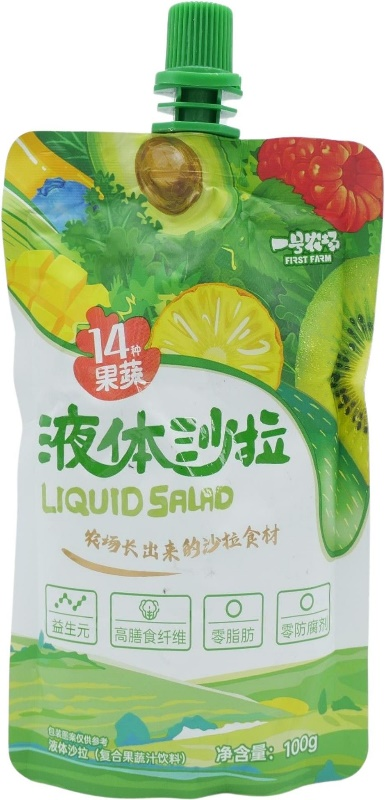 一号农场
FIRST FARM
14种
果蔬
液体沙拉
LIQUID SALAD
农场长出来的沙拉食材
益生元
高膳食纤维
零脂肪
零防腐剂
包装图案仅供参考
液体沙拉（复合果蔬汁饮料）
净含量：100g